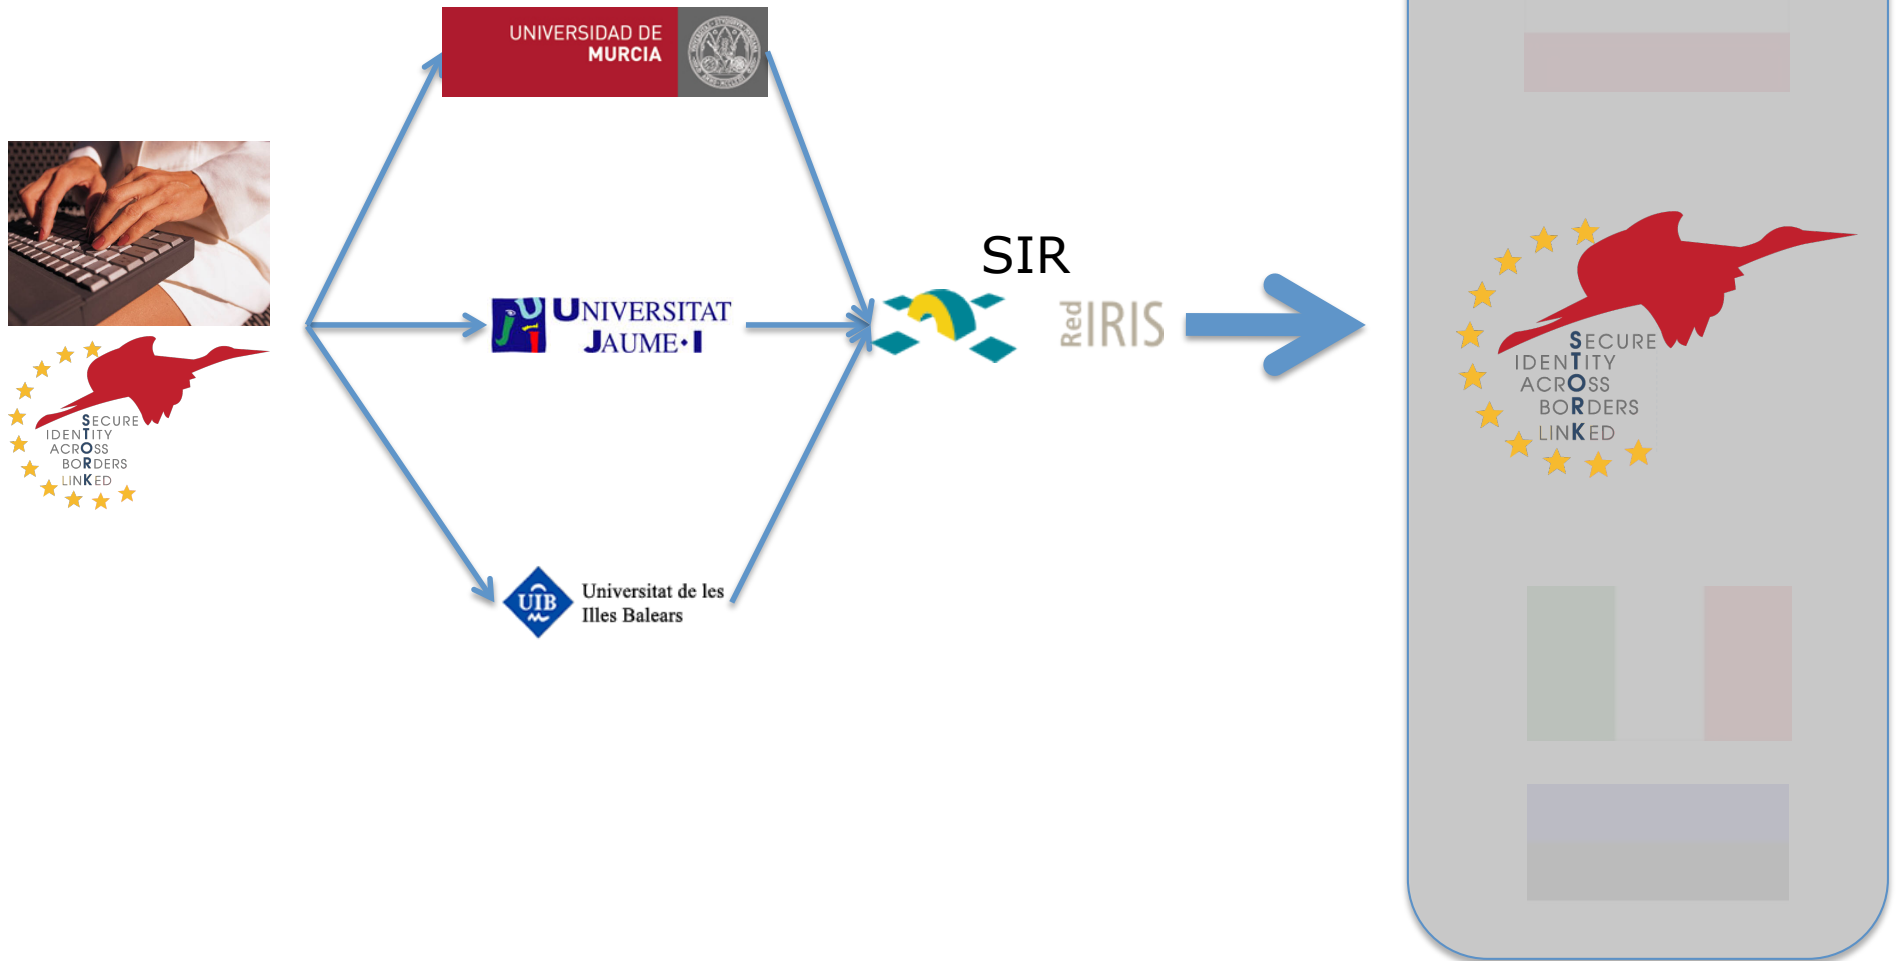 UNIVERSIDAD DE
MURCIA
SECURE
IDENTITY
ACROSS
BORDERS
LINKED
UNIVERSITAT
JAUME•I
UIB
Universitat de les
Illes Balears
SIR
Red IRIS
SECURE
IDENTITY
ACROSS
BORDERS
LINKED